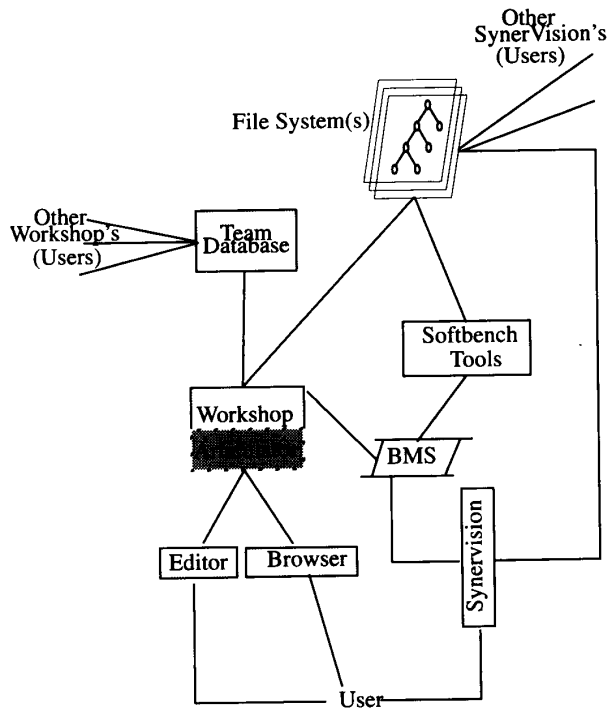 Other
SynerVision's
(Users)
File System(s)
Other
Workshop's
(Users)
Team
Database
Softbench
Tools
Workshop
BMS
Synervision
Editor
Browser
User